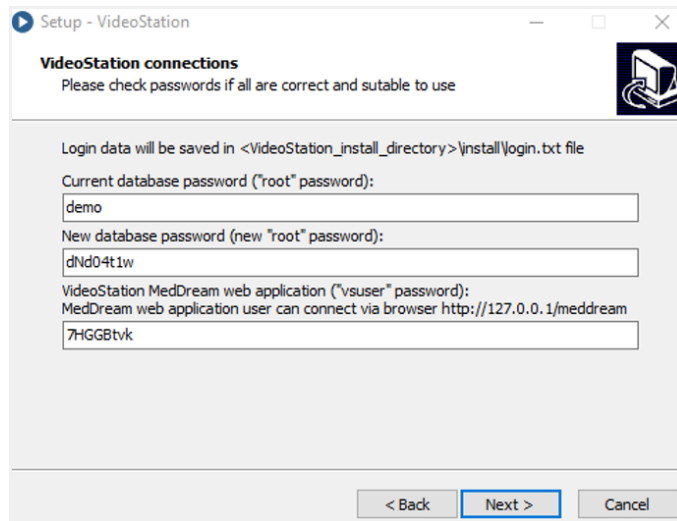 Setup - VideoStation
VideoStation connections
Please check passwords if all are correct and sutable to use
Login data will be saved in <VideoStation_install_directory>\install\login.txt file
Current database password ("root" password):
demo
New database password (new "root" password):
dNd04t1w
VideoStation MedDream web application ("vsuser" password):
MedDream web application user can connect via browser http://127.0.0.1/meddream
7HGGBtvk
< Back
Next >
Cancel